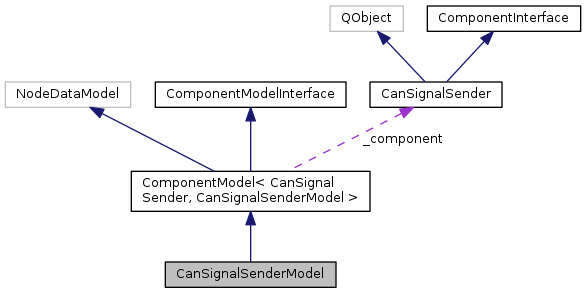 QObject
ComponentInterface
NodeDataModel
ComponentModelInterface
CanSignalSender
_component
ComponentModel< CanSignal
Sender, CanSignalSenderModel >
CanSignalSenderModel